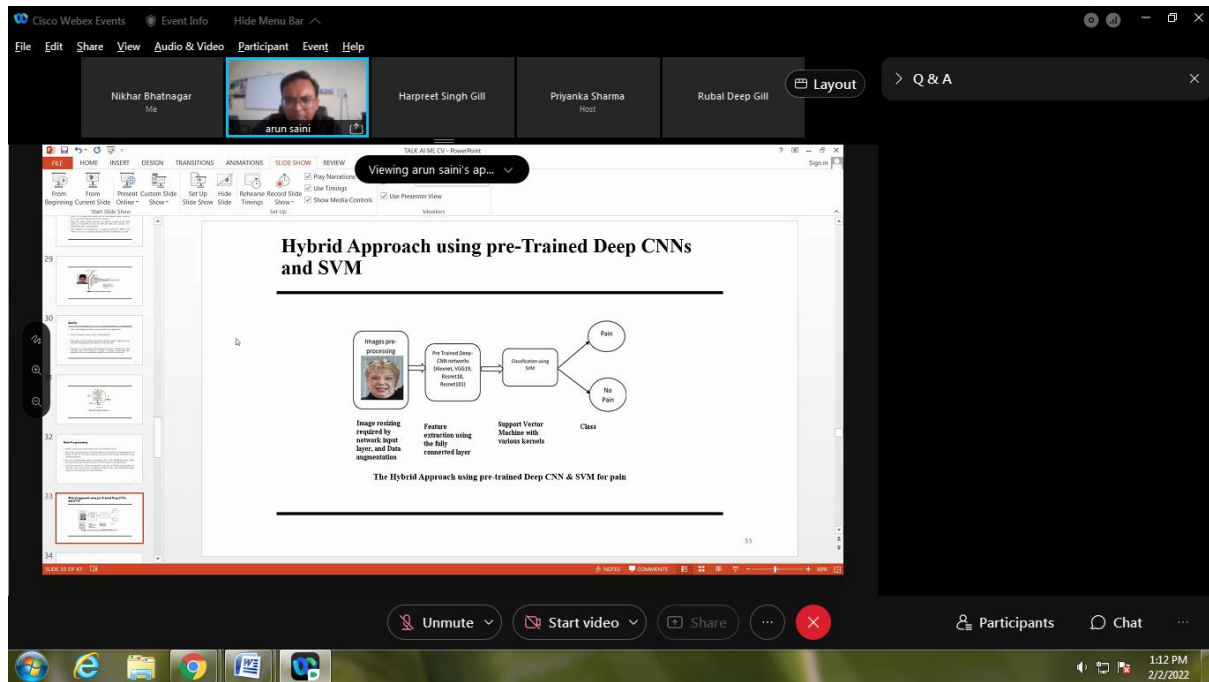 Cisco Webex Events Event Info Hide Menu Bar
File Edit Share View Audio & Video Participant Event Help
Nikhar Bhatnagar
Me
arun saini
Harpreet Singh Gill
Priyanka Sharma
Host
Rubal Deep Gill
Layout
Q & A
TALK AI ML CV - PowerPoint
FILE HOME INSERT DESIGN TRANSITIONS ANIMATIONS SLIDE SHOW REVIEW
Sign in
Viewing arun saini's ap...
From Beginning
From Current Slide
Present Online
Custom Slide Show
Set Up Slide Show
Hide Slide
Rehearse Timings
Record Slide Show
Play Narrations
Use Timings
Show Media Controls
Use Presenter View
Start Slide Show
Set Up
Monitors
29
30
32
33
34
Hybrid Approach using pre-Trained Deep CNNs
and SVM
Images pre-
processing
Pre Trained Deep-
CNN networks
(Alexnet, VGG19,
Resnet18,
Resnet101)
Classification using
SVM
Pain
No
Pain
Image resizing
required by
network input
layer, and Data
augmentation
Feature
extraction using
the fully
connected layer
Support Vector
Machine with
various kernels
Class
The Hybrid Approach using pre-trained Deep CNN & SVM for pain
33
SLIDE 33 OF 47
NOTES COMMENTS
Unmute
Start video
Share
Participants
Chat
1:12 PM
2/2/2022